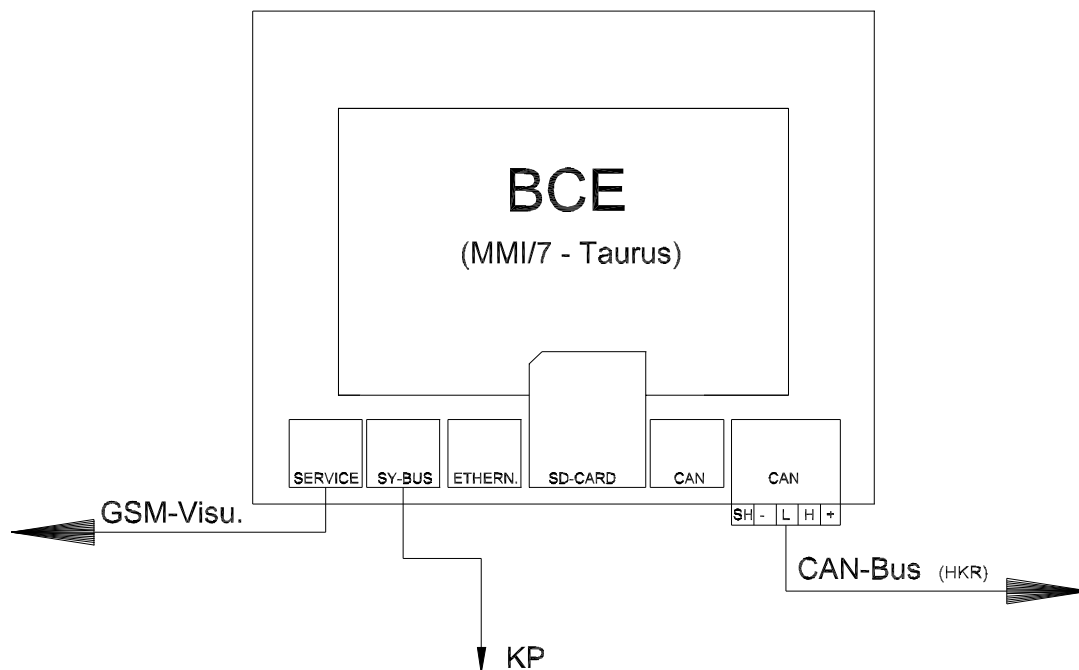 BCE
(MMI/7 - Taurus)
SERVICE SY-BUS ETHERN. SD-CARD CAN CAN
SH - L H +
GSM-Visu.
CAN-Bus (HKR)
KP